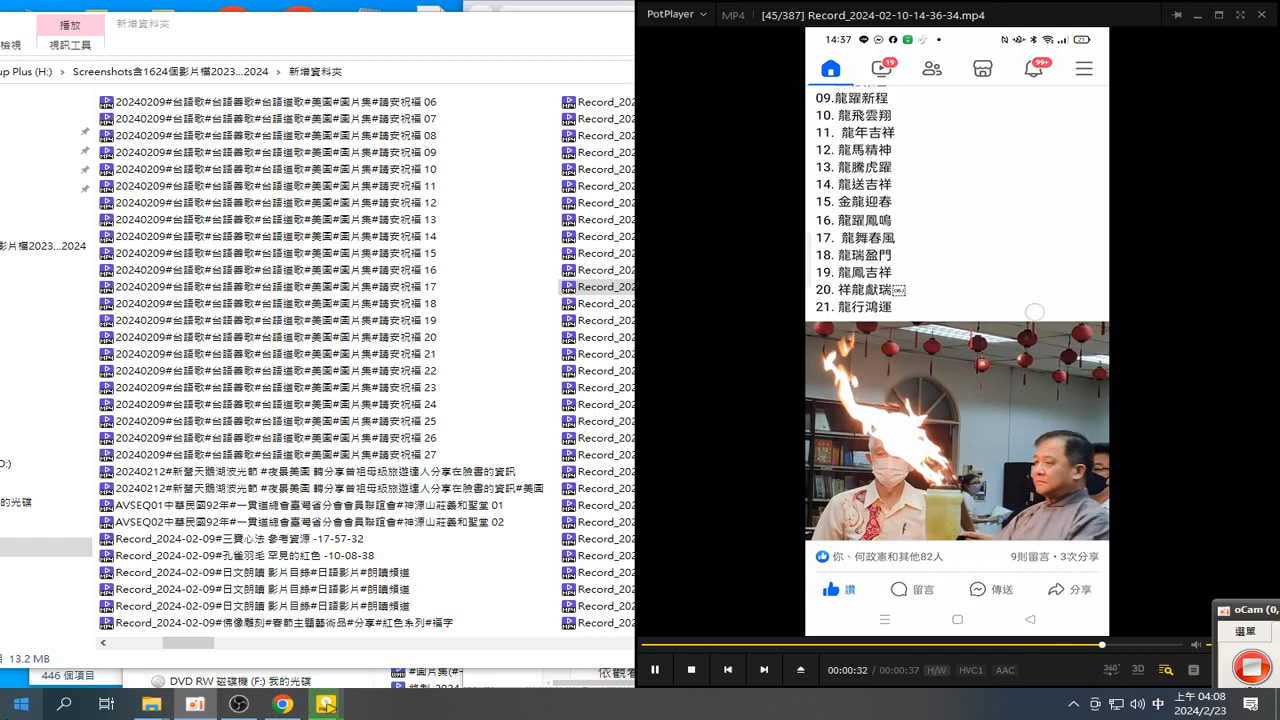 播放
新增資料夾
檢視
視訊工具
up Plus (H:) › Screenshots含1624個影片檔2023...2024 › 新增資料夾
影片檔2023...2024
20240209#台語歌#台語善歌#台語道歌#美圖#圖片集#請安祝福 06
20240209#台語歌#台語善歌#台語道歌#美圖#圖片集#請安祝福 07
20240209#台語歌#台語善歌#台語道歌#美圖#圖片集#請安祝福 08
20240209#台語歌#台語善歌#台語道歌#美圖#圖片集#請安祝福 09
20240209#台語歌#台語善歌#台語道歌#美圖#圖片集#請安祝福 10
20240209#台語歌#台語善歌#台語道歌#美圖#圖片集#請安祝福 11
20240209#台語歌#台語善歌#台語道歌#美圖#圖片集#請安祝福 12
20240209#台語歌#台語善歌#台語道歌#美圖#圖片集#請安祝福 13
20240209#台語歌#台語善歌#台語道歌#美圖#圖片集#請安祝福 14
20240209#台語歌#台語善歌#台語道歌#美圖#圖片集#請安祝福 15
20240209#台語歌#台語善歌#台語道歌#美圖#圖片集#請安祝福 16
20240209#台語歌#台語善歌#台語道歌#美圖#圖片集#請安祝福 17
20240209#台語歌#台語善歌#台語道歌#美圖#圖片集#請安祝福 18
20240209#台語歌#台語善歌#台語道歌#美圖#圖片集#請安祝福 19
20240209#台語歌#台語善歌#台語道歌#美圖#圖片集#請安祝福 20
20240209#台語歌#台語善歌#台語道歌#美圖#圖片集#請安祝福 21
20240209#台語歌#台語善歌#台語道歌#美圖#圖片集#請安祝福 22
20240209#台語歌#台語善歌#台語道歌#美圖#圖片集#請安祝福 23
20240209#台語歌#台語善歌#台語道歌#美圖#圖片集#請安祝福 24
20240209#台語歌#台語善歌#台語道歌#美圖#圖片集#請安祝福 25
20240209#台語歌#台語善歌#台語道歌#美圖#圖片集#請安祝福 26
20240209#台語歌#台語善歌#台語道歌#美圖#圖片集#請安祝福 27
20240212#新營天鵝湖波光節 #夜景美圖 轉分享曾祖母級旅遊達人分享在臉書的資訊
20240212#新營天鵝湖波光節 #夜景美圖 轉分享曾祖母級旅遊達人分享在臉書的資訊#美圖
AVSEQ01中華民國92年#一貫道總會臺灣省分會會員聯誼會#神源山莊義和聖堂 01
AVSEQ02中華民國92年#一貫道總會臺灣省分會會員聯誼會#神源山莊義和聖堂 02
Record_2024-02-09#三寶心法 參考資源 -17-57-32
Record_2024-02-09#孔雀羽毛 罕見的紅色 -10-08-38
Record_2024-02-09#日文朗讀 影片目錄#日語影片#朗讀頻道
Record_2024-02-09#日文朗讀 影片目錄#日語影片#朗讀頻道
Record_2024-02-09#日文朗讀 影片目錄#日語影片#朗讀頻道
Record_2024-02-09#佛像雕刻#春節主題藝術品#分享#紅色系列#福字
13.2 MB
446 個項目
DVD RW 磁碟機 (F:) 我的光碟
PotPlayer
MP4
[45/387] Record_2024-02-10-14-36-34.mp4
14:37
21
19
99+
09.龍躍新程
10. 龍飛雲翔
11. 龍年吉祥
12. 龍馬精神
13. 龍騰虎躍
14. 龍送吉祥
15. 金龍迎春
16. 龍躍鳳鳴
17. 龍舞春風
18. 龍瑞盈門
19. 龍鳳吉祥
20. 祥龍獻瑞
21. 龍行鴻運
你、何政憲和其他82人
9則留言・3次分享
讚
留言
傳送
分享
00:00:32 / 00:00:37 H/W HVC1 AAC
360°
3D
oCam (0,
選單
中
上午 04:08
2024/2/23